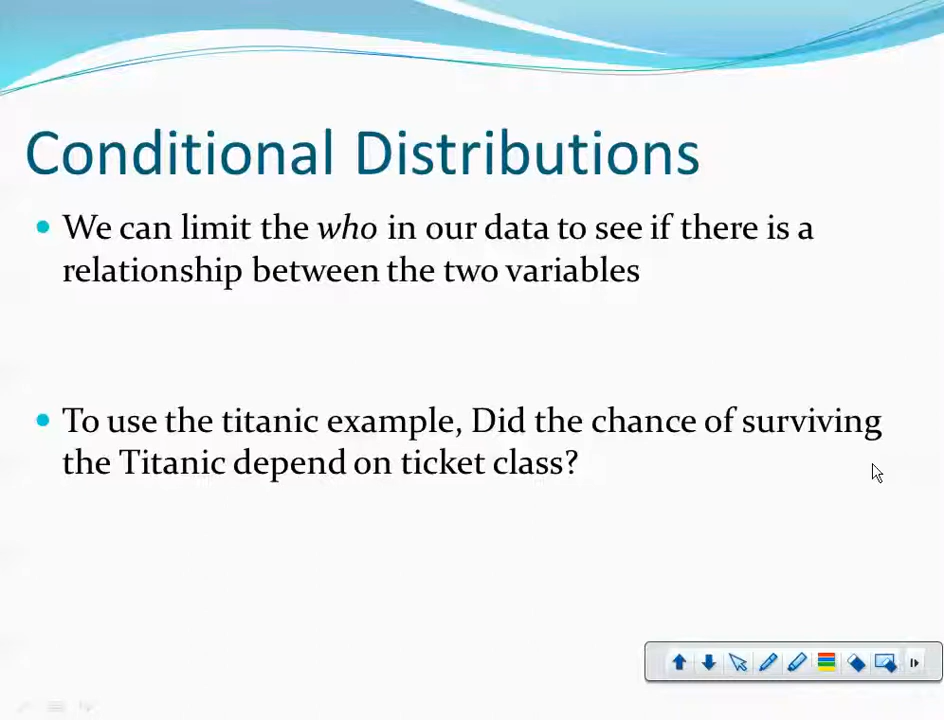 Conditional Distributions
• We can limit the who in our data to see if there is a
relationship between the two variables
• To use the titanic example, Did the chance of surviving
the Titanic depend on ticket class?